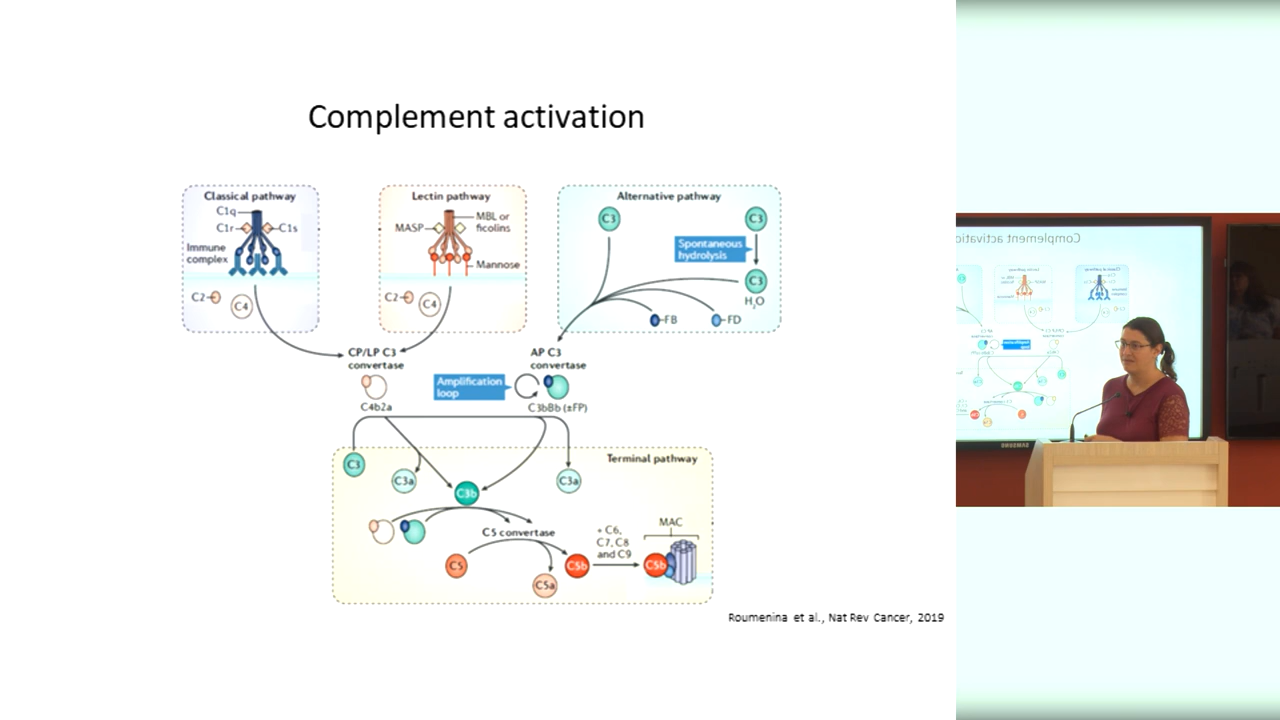 Complement activation
Classical pathway
C1q
C1r
C1s
Immune
complex
C2
C4
Lectin pathway
MBL or
ficolins
MASP
Mannose
C2
C4
Alternative pathway
C3
C3
Spontaneous
hydrolysis
C3
H₂O
FB
FD
CP/LP C3
convertase
C4b2a
AP C3
convertase
Amplification
loop
C3bBb (±FP)
Terminal pathway
C3
C3a
C3b
C3a
C5 convertase
C5
C5a
C5b
+ C6,
C7, C8
and C9
MAC
C5b
Roumenina et al., Nat Rev Cancer, 2019
Complement activatio
SAMSUNG